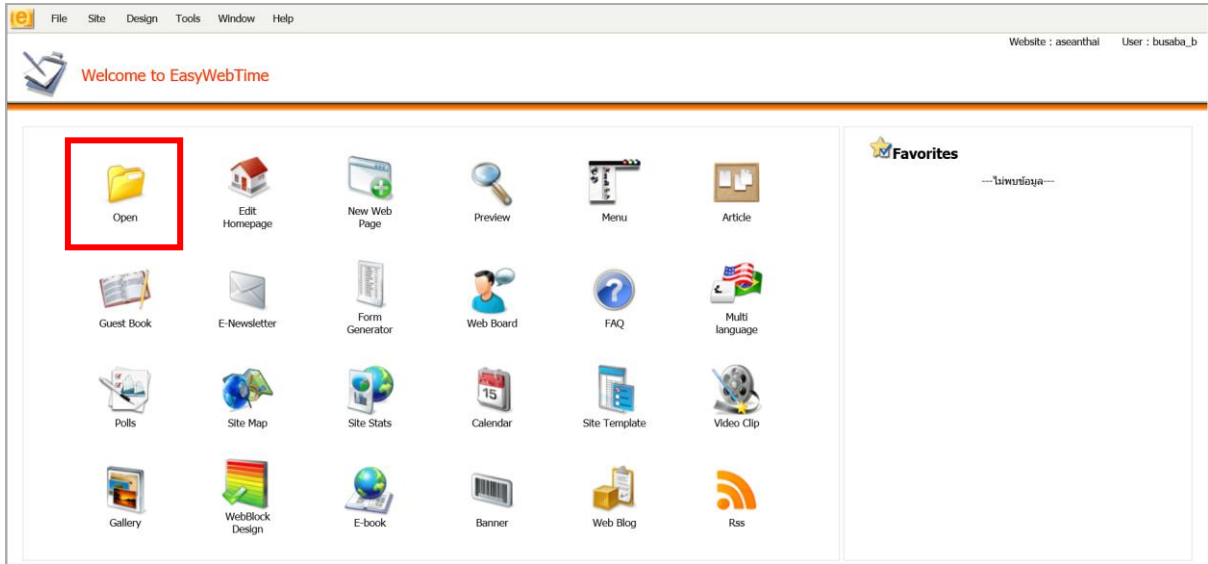 File Site Design Tools Window Help
Website : aseanthai User : busaba_b
Welcome to EasyWebTime
Favorites
---ไม่พบข้อมูล---
Open
Edit
Homepage
New Web
Page
Preview
Menu
Article
Guest Book
E-Newsletter
Form
Generator
Web Board
FAQ
Multi
language
Polls
Site Map
Site Stats
15
Calendar
Site Template
Video Clip
Gallery
WebBlock
Design
E-book
Banner
Web Blog
Rss